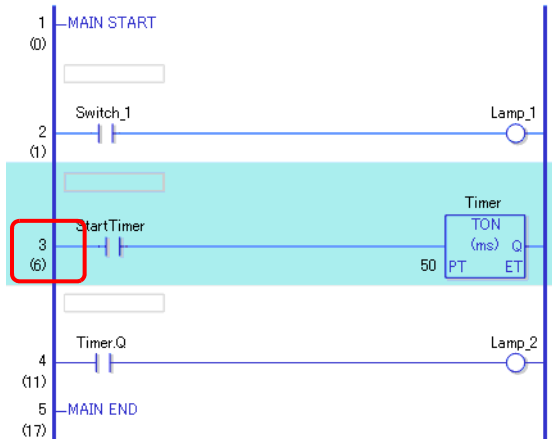 1 MAIN START
(0)
Switch_1 Lamp_1
2
(1)
Timer
StartTimer TON
3 (ms) Q
(6) 50 PT ET
Timer.Q Lamp_2
4
(11)
5 MAIN END
(17)